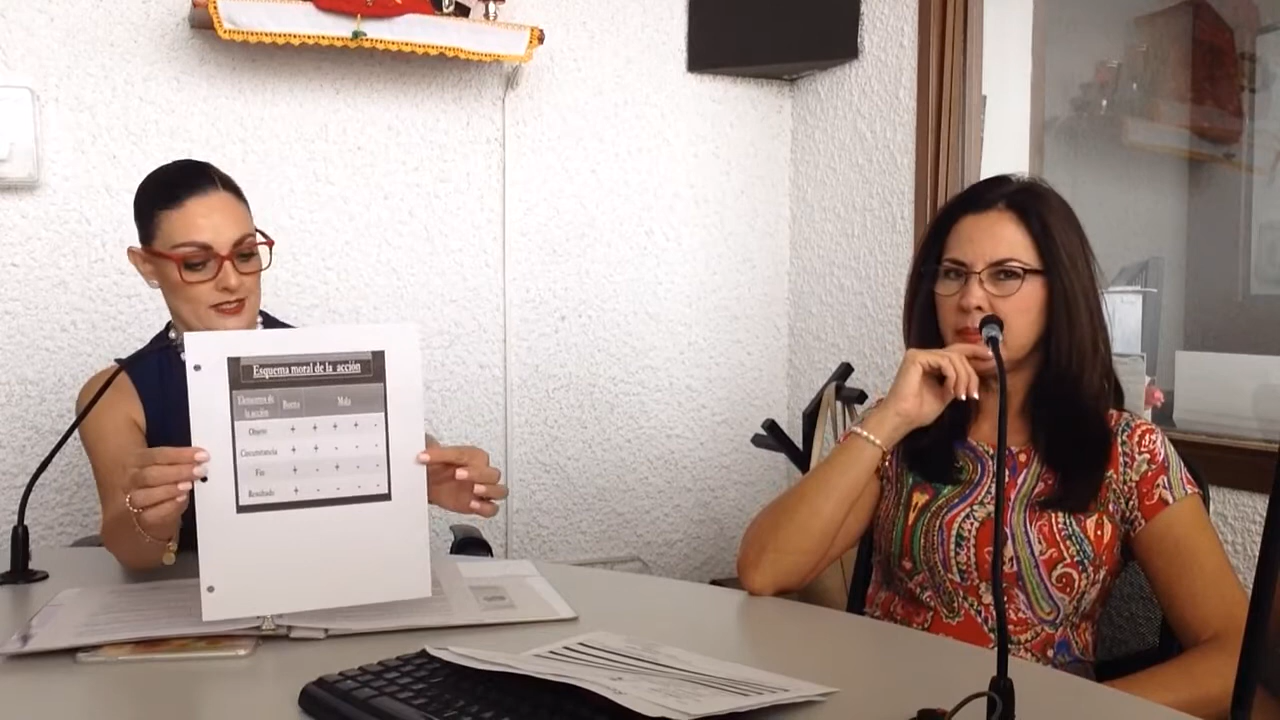 Esquema moral de la acción
Elementos de la acción Buena Mala
Objeto + + + + -
Circunstancia + + - + -
Fin + - + - -
Resultado + - - - -